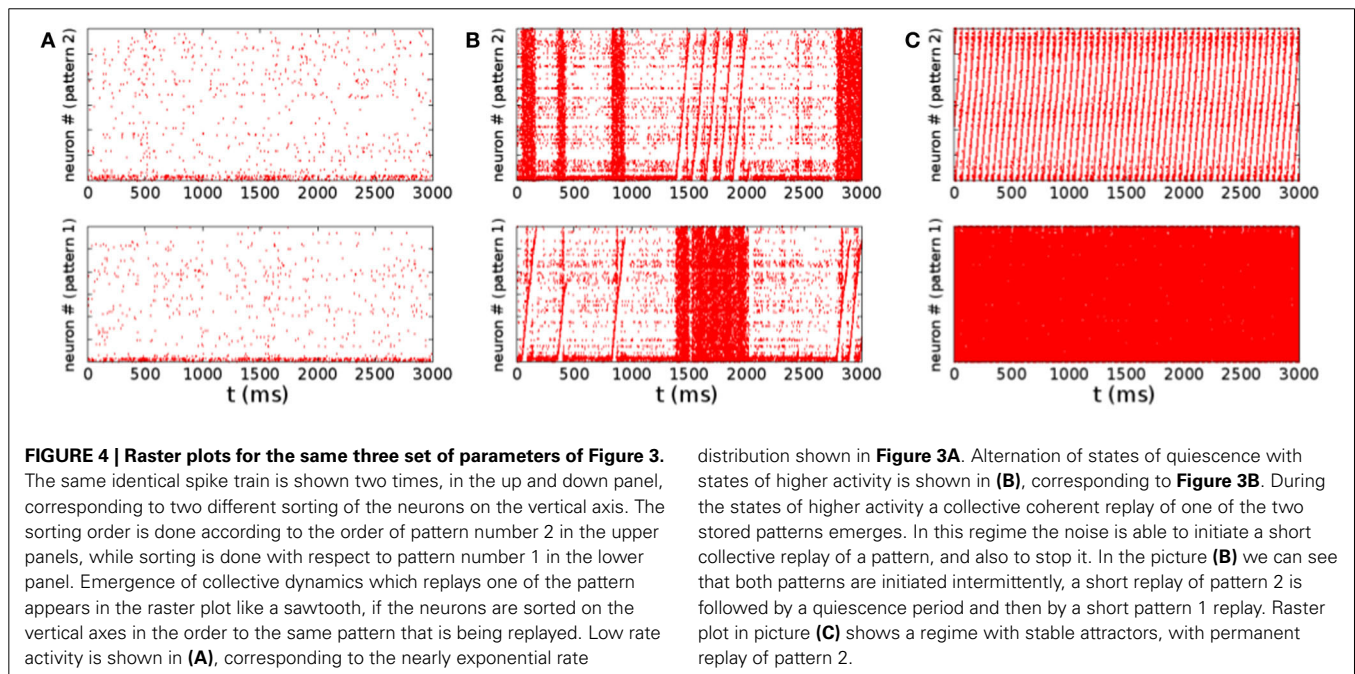 A
neuron # (pattern 2)
0 500 1000 1500 2000 2500 3000
neuron # (pattern 1)
0 500 1000 1500 2000 2500 3000
t (ms)
B
neuron # (pattern 2)
0 500 1000 1500 2000 2500 3000
neuron # (pattern 1)
0 500 1000 1500 2000 2500 3000
t (ms)
C
neuron # (pattern 2)
0 500 1000 1500 2000 2500 3000
neuron # (pattern 1)
0 500 1000 1500 2000 2500 3000
t (ms)
FIGURE 4 | Raster plots for the same three set of parameters of Figure 3.
The same identical spike train is shown two times, in the up and down panel,
corresponding to two different sorting of the neurons on the vertical axis. The
sorting order is done according to the order of pattern number 2 in the upper
panels, while sorting is done with respect to pattern number 1 in the lower
panel. Emergence of collective dynamics which replays one of the pattern
appears in the raster plot like a sawtooth, if the neurons are sorted on the
vertical axes in the order to the same pattern that is being replayed. Low rate
activity is shown in (A), corresponding to the nearly exponential rate
distribution shown in Figure 3A. Alternation of states of quiescence with
states of higher activity is shown in (B), corresponding to Figure 3B. During
the states of higher activity a collective coherent replay of one of the two
stored patterns emerges. In this regime the noise is able to initiate a short
collective replay of a pattern, and also to stop it. In the picture (B) we can see
that both patterns are initiated intermittently, a short replay of pattern 2 is
followed by a quiescence period and then by a short pattern 1 replay. Raster
plot in picture (C) shows a regime with stable attractors, with permanent
replay of pattern 2.